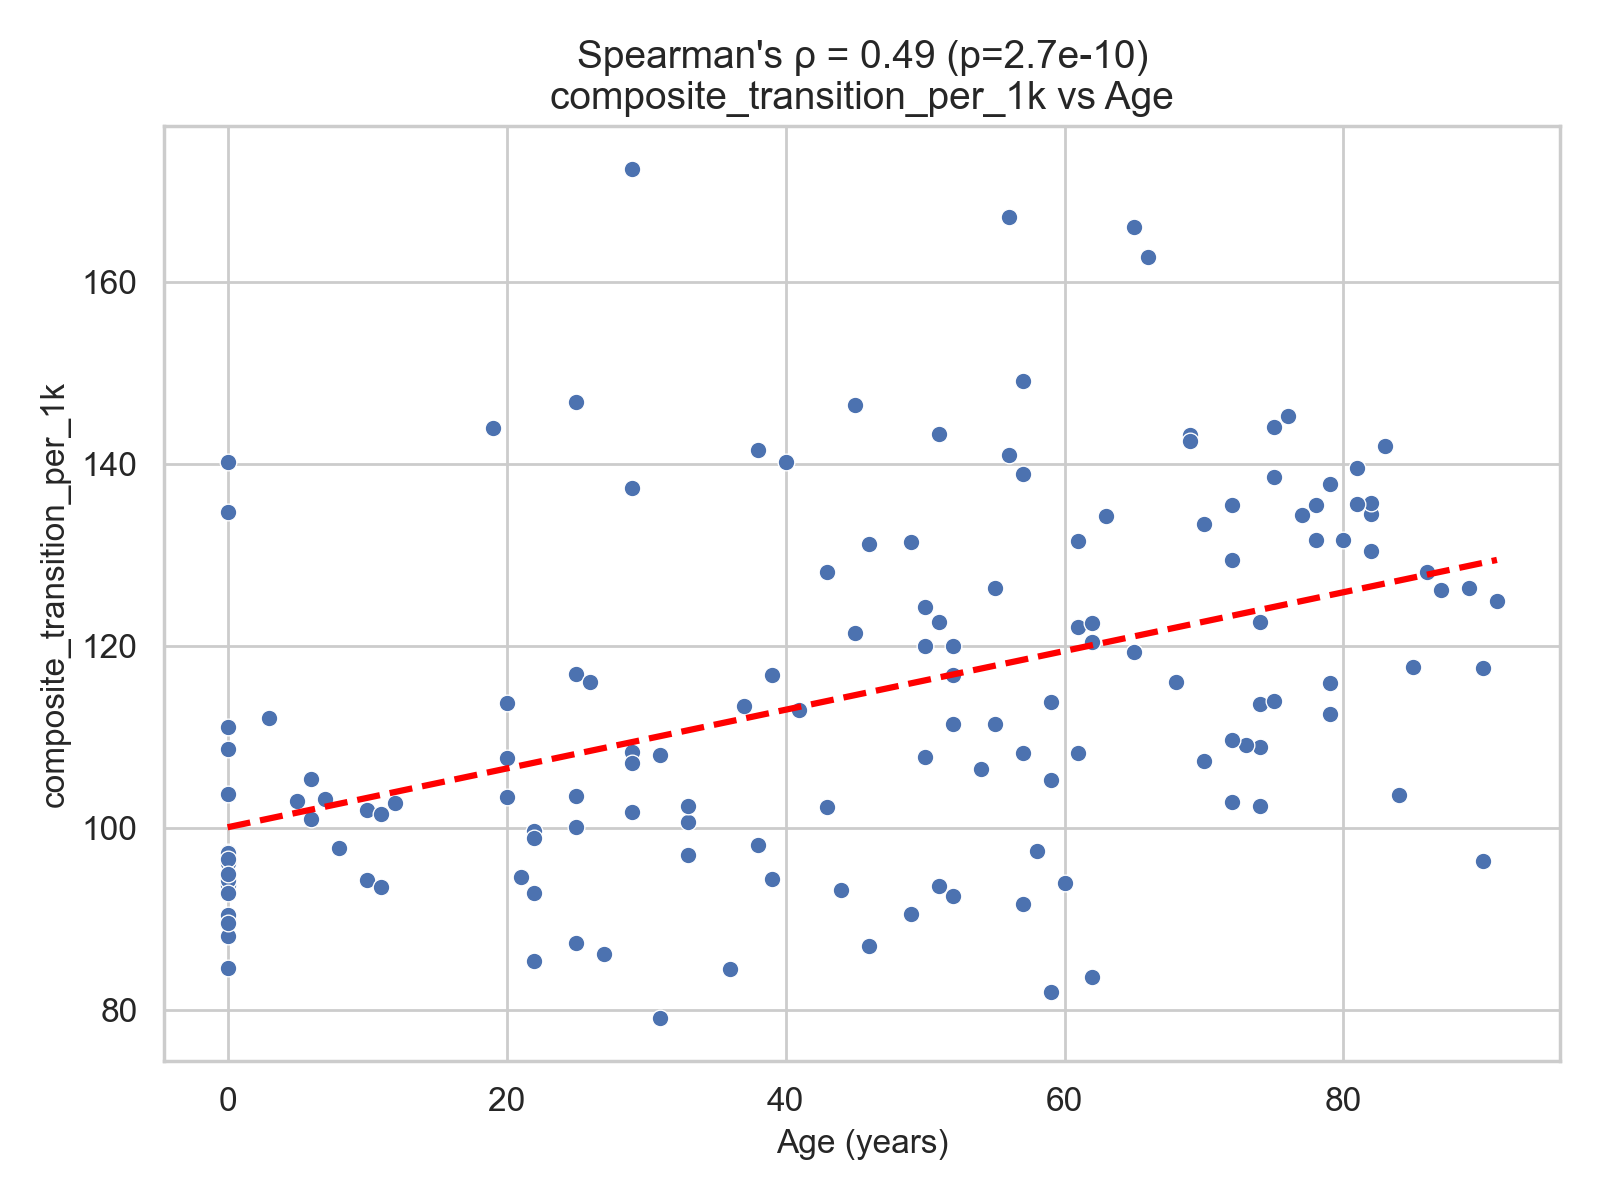 Spearman's ρ = 0.49 (p=2.7e-10)
composite_transition_per_1k vs Age
composite_transition_per_1k
160
140
120
100
80
0 20 40 60 80
Age (years)